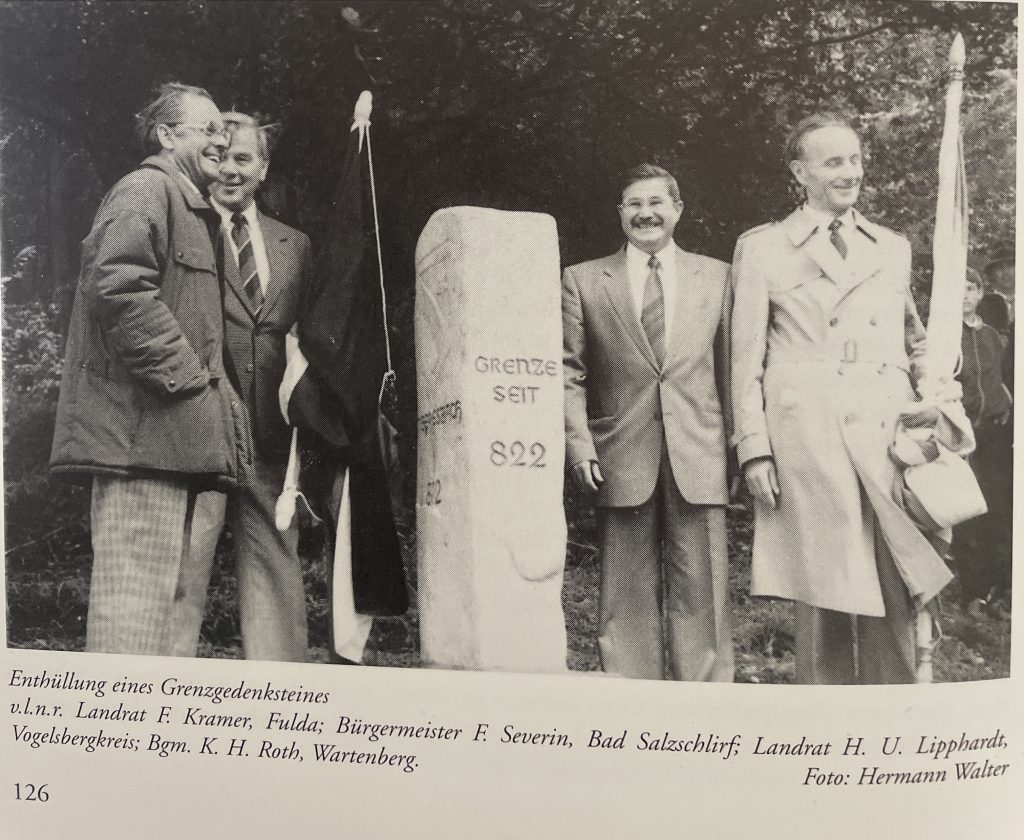 GRENZE
SEIT
822
Enthüllung eines Grenzgedenksteines
v.l.n.r. Landrat F. Kramer, Fulda; Bürgermeister F. Severin, Bad Salzschlirf; Landrat H. U. Lipphardt,
Vogelsbergkreis; Bgm. K. H. Roth, Wartenberg.
Foto: Hermann Walter
126